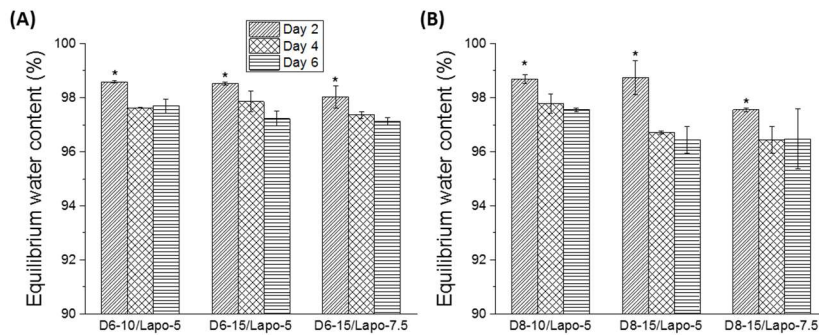 (A)
Equilibrium water content (%)
100
98
96
94
92
90
Day 2
Day 4
Day 6
*
*
*
D6-10/Lapo-5
D6-15/Lapo-5
D6-15/Lapo-7.5
(B)
Equilibrium water content (%)
100
98
96
94
92
90
*
*
*
D8-10/Lapo-5
D8-15/Lapo-5
D8-15/Lapo-7.5